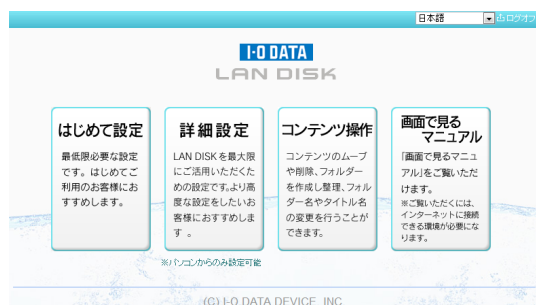 日本語
ログオフ
I-O DATA
LAN DISK
はじめて設定
最低限必要な設定
です。はじめてご
利用のお客様にお
すすめします。
詳細設定
LAN DISKを最大限
にご活用いただくた
めの設定です。より高
度な設定をしたいお
客様におすすめしま
す 。
※パソコンからのみ設定可能
コンテンツ操作
コンテンツのムーブ
や削除、フォルダー
を作成し整理、フォル
ダー名やタイトル名
の変更を行うことが
できます。
画面で見る
マニュアル
「画面で見るマニュ
アル」をご覧いただ
けます。
※ご覧いただくには、
インターネットに接続
できる環境が必要にな
ります。
(C) I-O DATA DEVICE, INC.